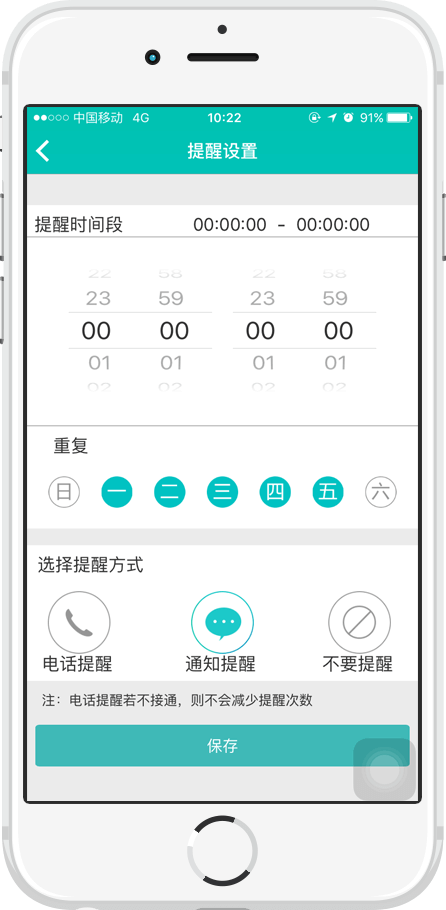 中国移动 4G 10:22 91%
提醒设置
提醒时间段 00:00:00 - 00:00:00
22 58 22 58
23 59 23 59
00 00 00 00
01 01 01 01
02 02 02 02
重复
日 一 二 三 四 五 六
选择提醒方式
电话提醒 通知提醒 不要提醒
注：电话提醒若不接通，则不会减少提醒次数
保存